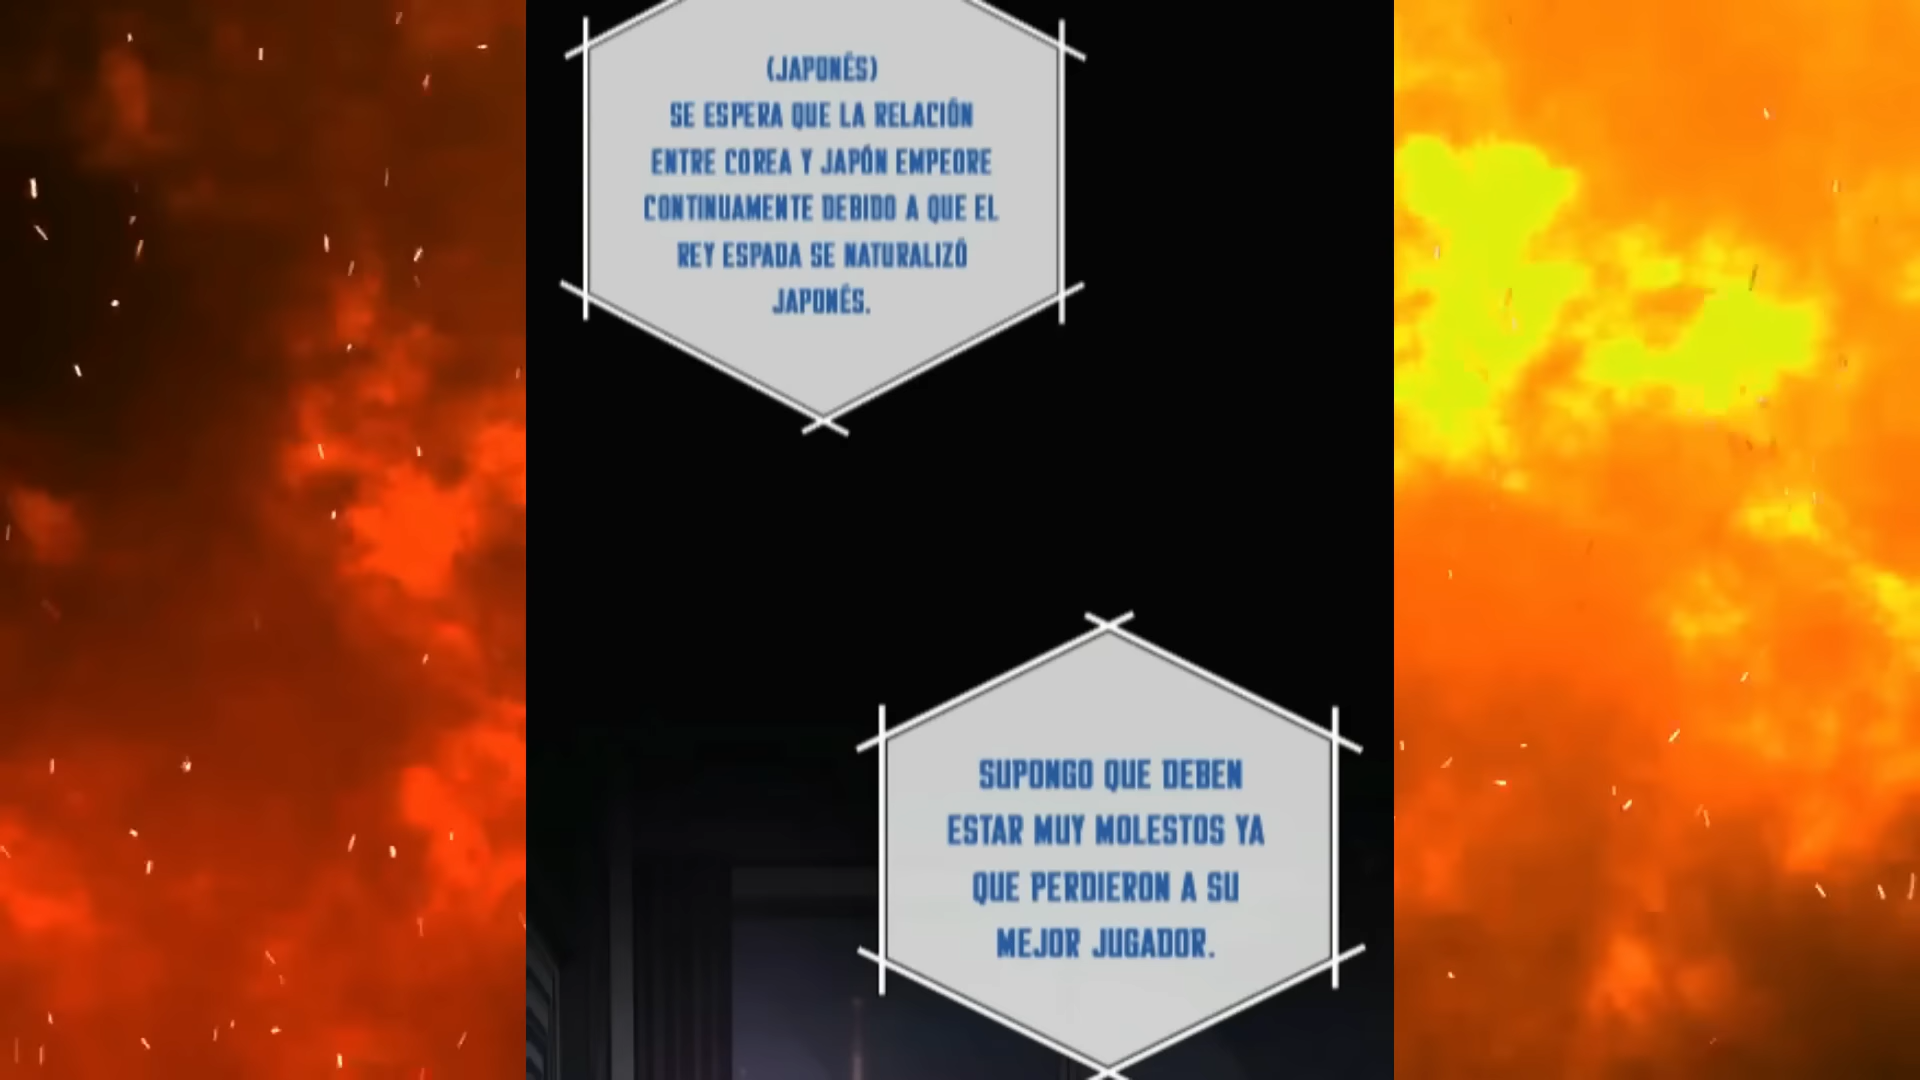 (JAPONÉS)
SE ESPERA QUE LA RELACIÓN
ENTRE COREA Y JAPÓN EMPEORE
CONTINUAMENTE DEBIDO A QUE EL
REY ESPADA SE NATURALIZÓ
JAPONÉS.
SUPONGO QUE DEBEN
ESTAR MUY MOLESTOS YA
QUE PERDIERON A SU
MEJOR JUGADOR.